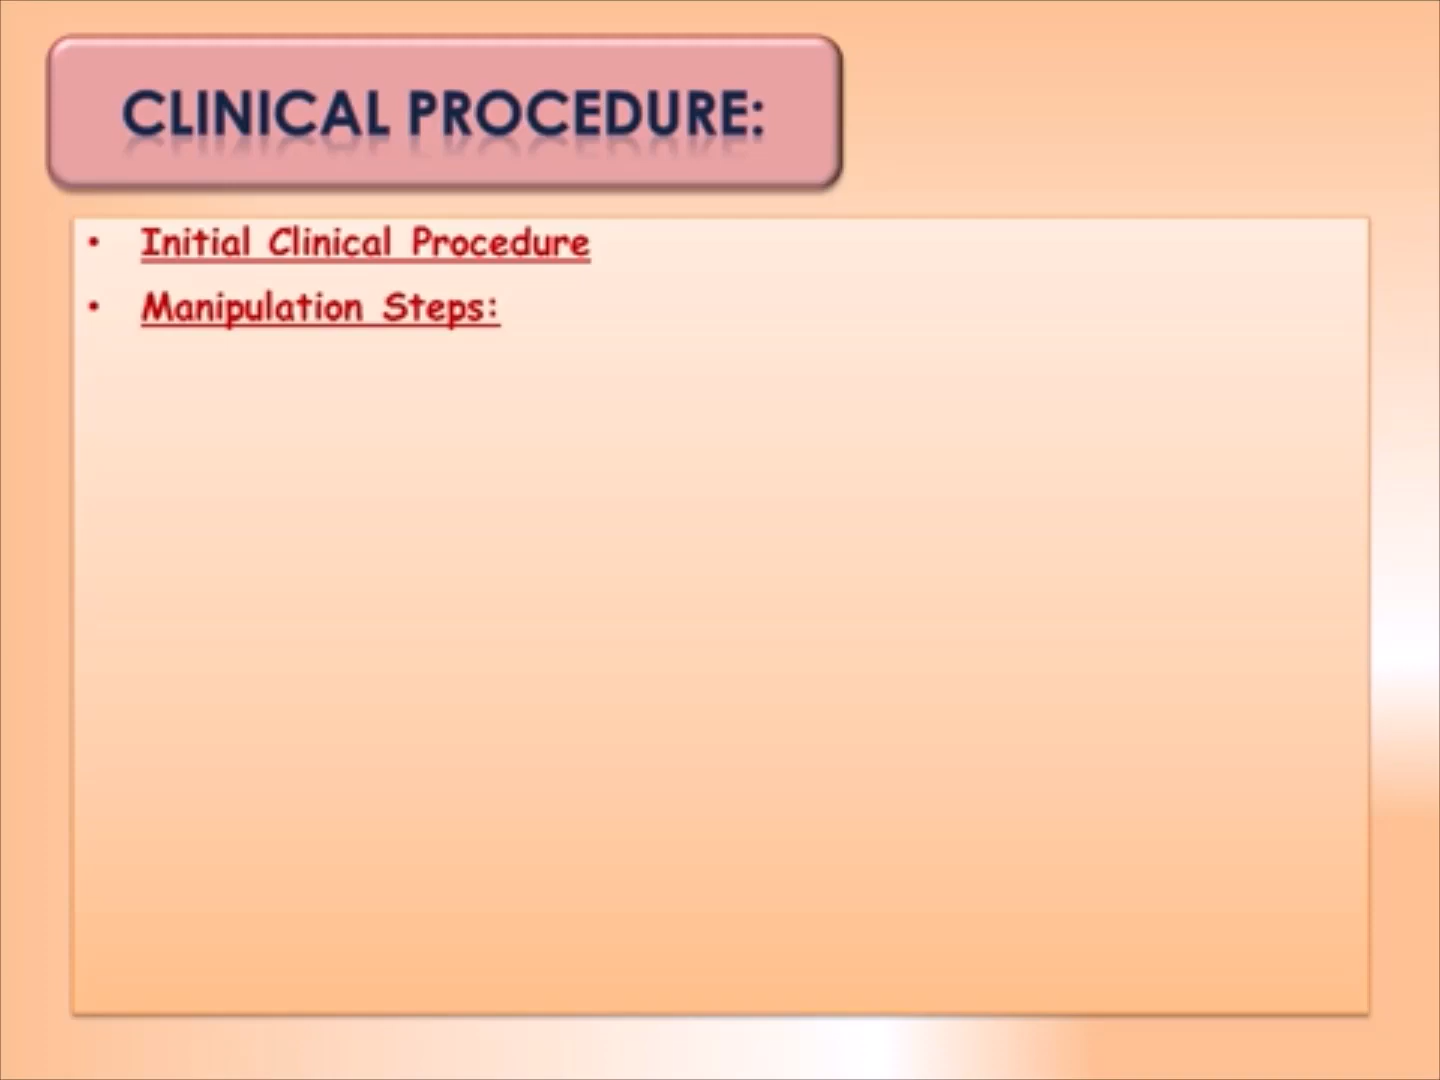 CLINICAL PROCEDURE:
• Initial Clinical Procedure
• Manipulation Steps: